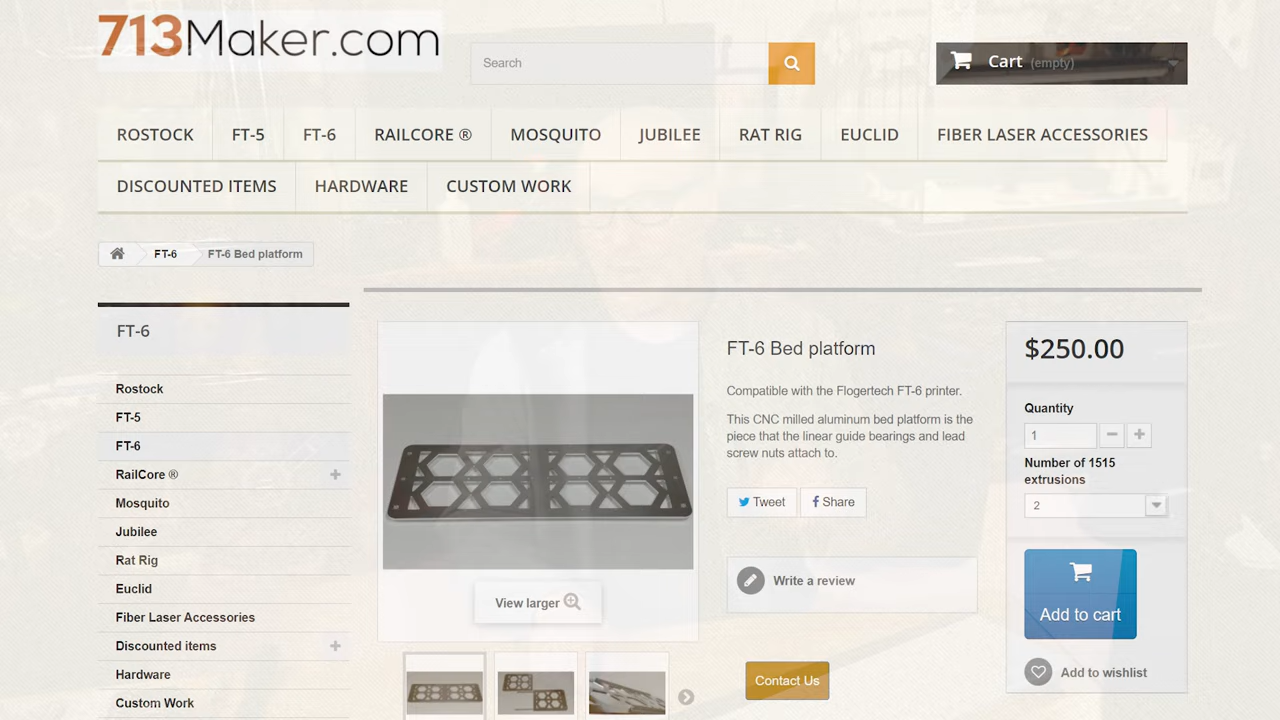 713Maker.com
Search
Cart (empty)
ROSTOCK FT-5 FT-6 RAILCORE ® MOSQUITO JUBILEE RAT RIG EUCLID FIBER LASER ACCESSORIES
DISCOUNTED ITEMS HARDWARE CUSTOM WORK
FT-6 FT-6 Bed platform
FT-6
Rostock
FT-5
FT-6
RailCore ®
Mosquito
Jubilee
Rat Rig
Euclid
Fiber Laser Accessories
Discounted items
Hardware
Custom Work
View larger
FT-6 Bed platform
Compatible with the Flogertech FT-6 printer.
This CNC milled aluminum bed platform is the
piece that the linear guide bearings and lead
screw nuts attach to.
Tweet
Share
Write a review
Contact Us
$250.00
Quantity
1
Number of 1515
extrusions
2
Add to cart
Add to wishlist